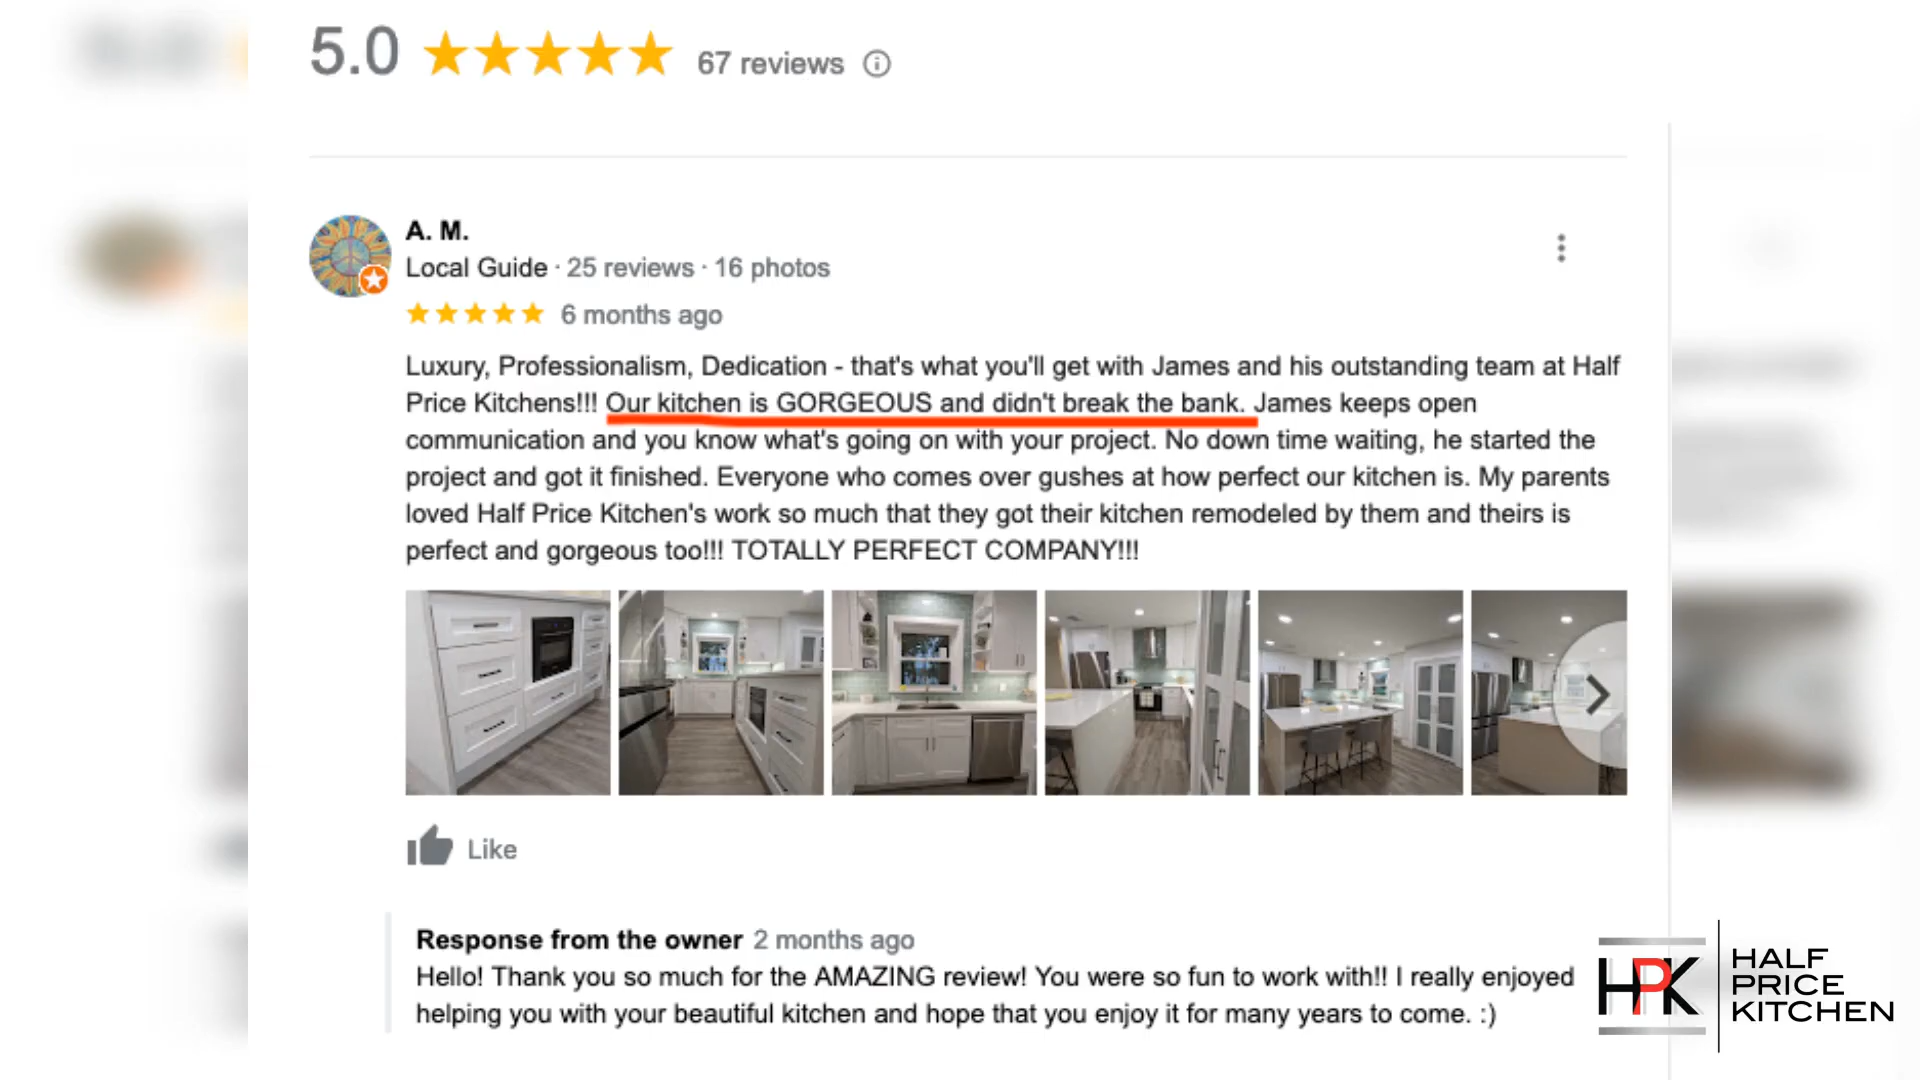 5.0 67 reviews
A. M.
Local Guide · 25 reviews · 16 photos
6 months ago
Luxury, Professionalism, Dedication - that's what you'll get with James and his outstanding team at Half
Price Kitchens!!! Our kitchen is GORGEOUS and didn't break the bank. James keeps open
communication and you know what's going on with your project. No down time waiting, he started the
project and got it finished. Everyone who comes over gushes at how perfect our kitchen is. My parents
loved Half Price Kitchen's work so much that they got their kitchen remodeled by them and theirs is
perfect and gorgeous too!!! TOTALLY PERFECT COMPANY!!!
Like
Response from the owner 2 months ago
Hello! Thank you so much for the AMAZING review! You were so fun to work with!! I really enjoyed
helping you with your beautiful kitchen and hope that you enjoy it for many years to come. :)
HPK
HALF
PRICE
KITCHEN